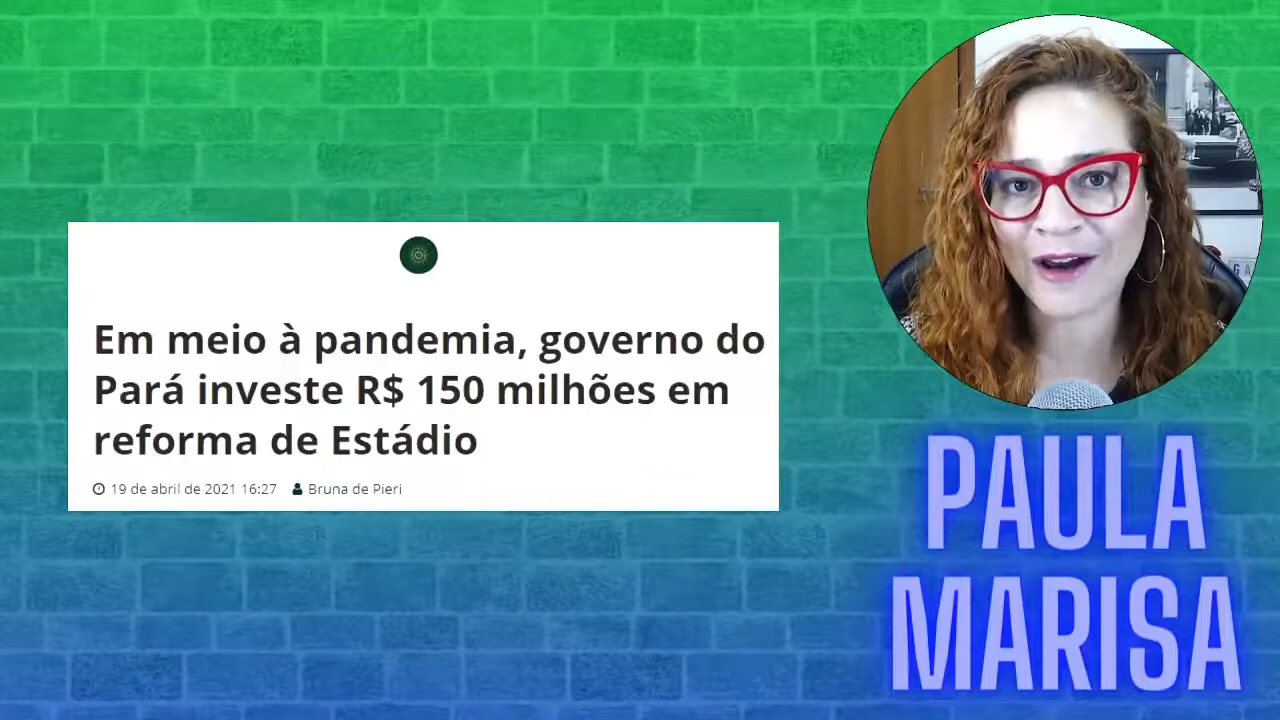 Em meio à pandemia, governo do
Pará investe R$ 150 milhões em
reforma de Estádio
19 de abril de 2021 16:27 Bruna de Pieri
PAULA
MARISA